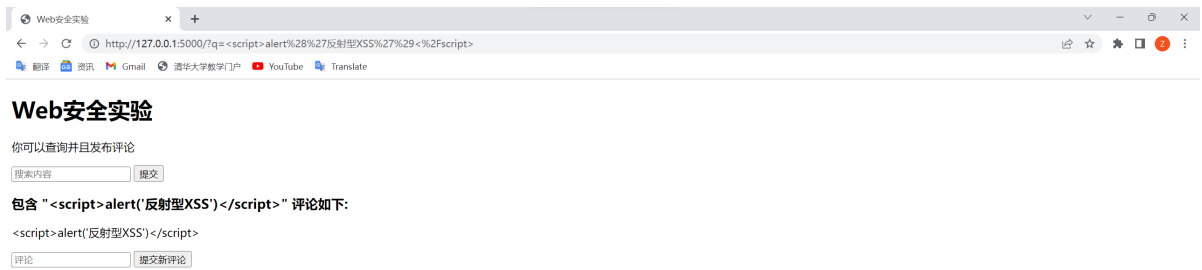 Web安全实验
http://127.0.0.1:5000/?q=<script>alert%28%27反射型XSS%27%29<%2Fscript>
Z
翻译 资讯 Gmail 清华大学教学门户 YouTube Translate
Web安全实验
你可以查询并且发布评论
搜索内容 提交
包含 "<script>alert('反射型XSS')</script>" 评论如下:
<script>alert('反射型XSS')</script>
评论 提交新评论